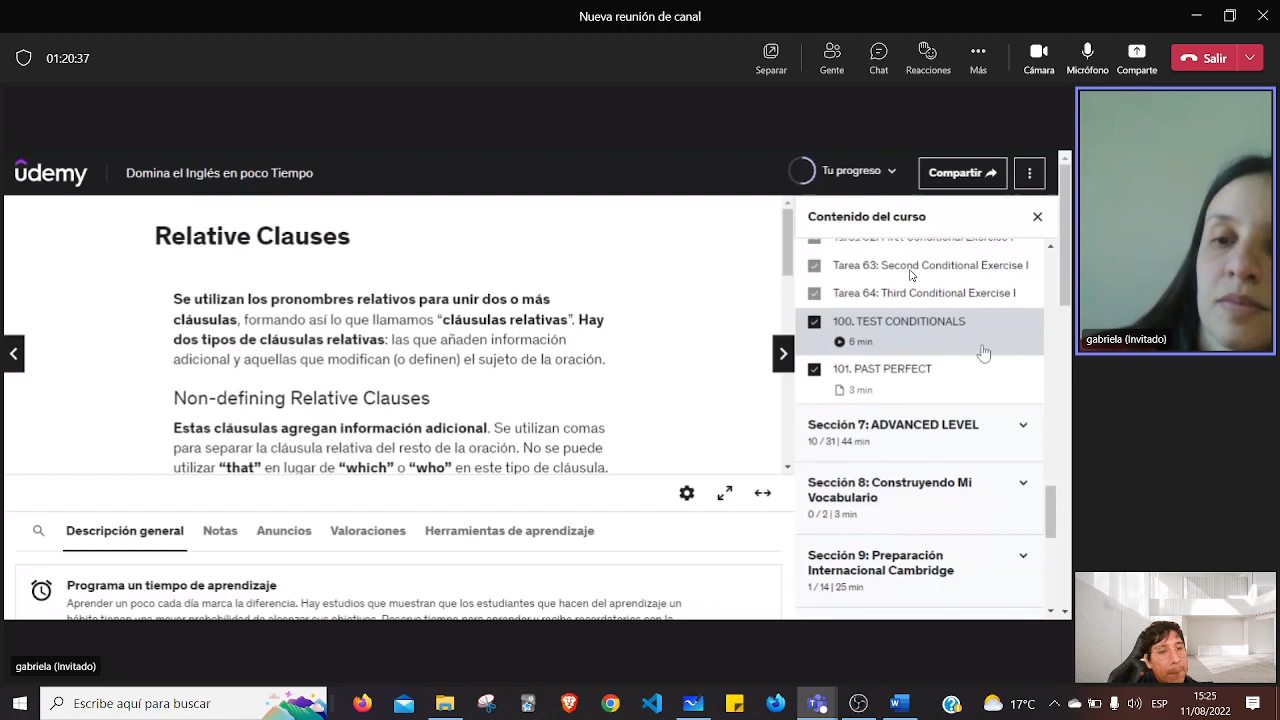 Nueva reunión de canal
01:20:37
Separar
Gente
Chat
Reacciones
Más
Cámara
Micrófono
Comparte
Salir
udemy
Domina el Inglés en poco Tiempo
Tu progreso
Compartir
Relative Clauses
Se utilizan los pronombres relativos para unir dos o más
cláusulas, formando así lo que llamamos “cláusulas relativas”. Hay
dos tipos de cláusulas relativas: las que añaden información
adicional y aquellas que modifican (o definen) el sujeto de la oración.
Non-defining Relative Clauses
Estas cláusulas agregan información adicional. Se utilizan comas
para separar la cláusula relativa del resto de la oración. No se puede
utilizar “that” en lugar de “which” o “who” en este tipo de cláusula.
Contenido del curso
Tarea 63: Second Conditional Exercise I
Tarea 64: Third Conditional Exercise I
100. TEST CONDITIONALS
6 min
101. PAST PERFECT
3 min
Sección 7: ADVANCED LEVEL
10 / 31 | 44 min
Sección 8: Construyendo Mi
Vocabulario
0 / 2 | 3 min
Sección 9: Preparación
Internacional Cambridge
1 / 14 | 25 min
Descripción general
Notas
Anuncios
Valoraciones
Herramientas de aprendizaje
Programa un tiempo de aprendizaje
Aprender un poco cada día marca la diferencia. Hay estudios que muestran que los estudiantes que hacen del aprendizaje un
gabriela (Invitado)
gabriela (Invitado)
Escribe aquí para buscar
17°C
ESP
15:25
11/08/2022